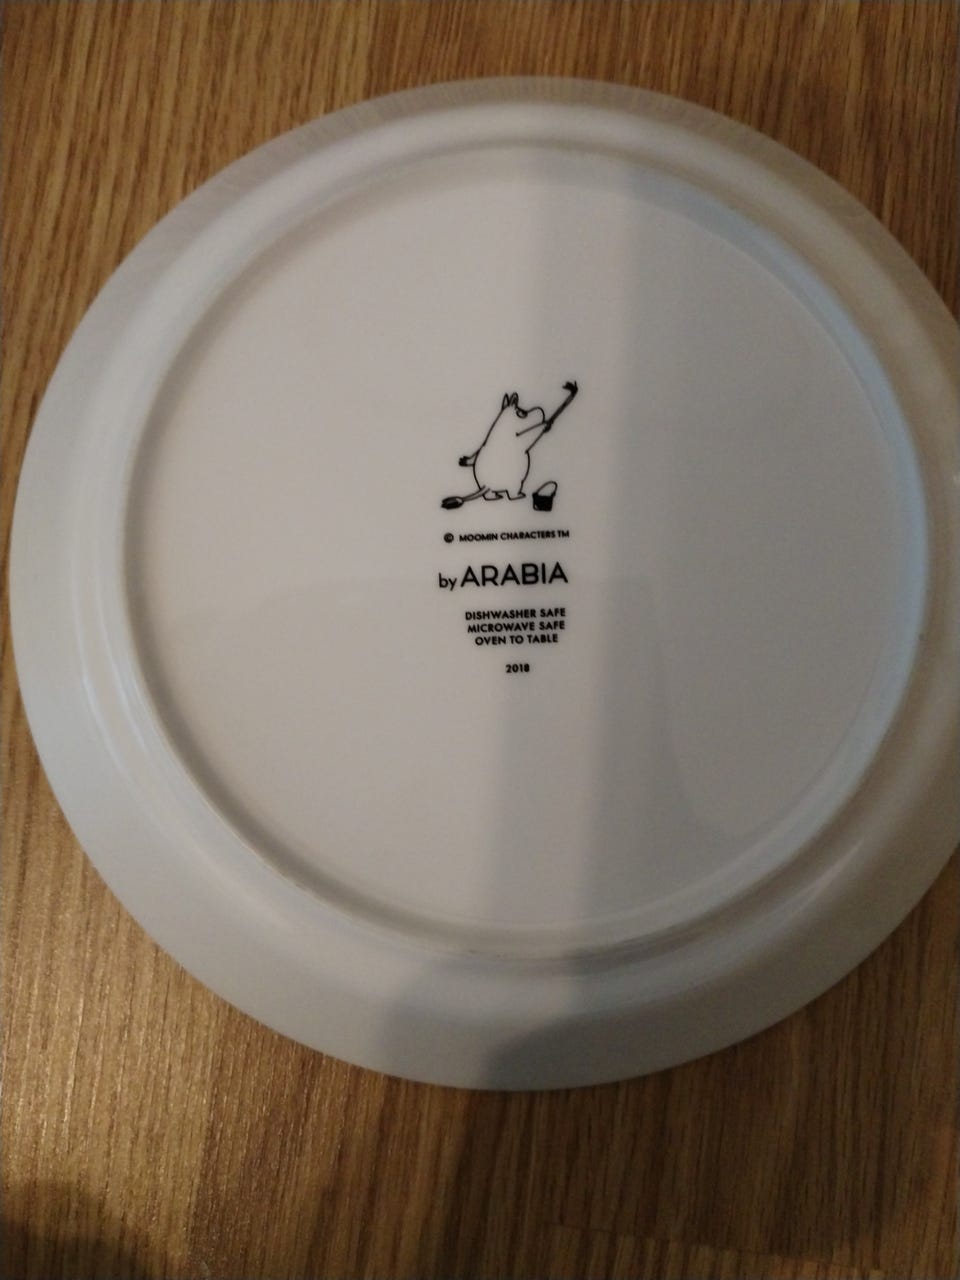 © MOOMIN CHARACTERS TM
by ARABIA
DISHWASHER SAFE
MICROWAVE SAFE
OVEN TO TABLE
2018